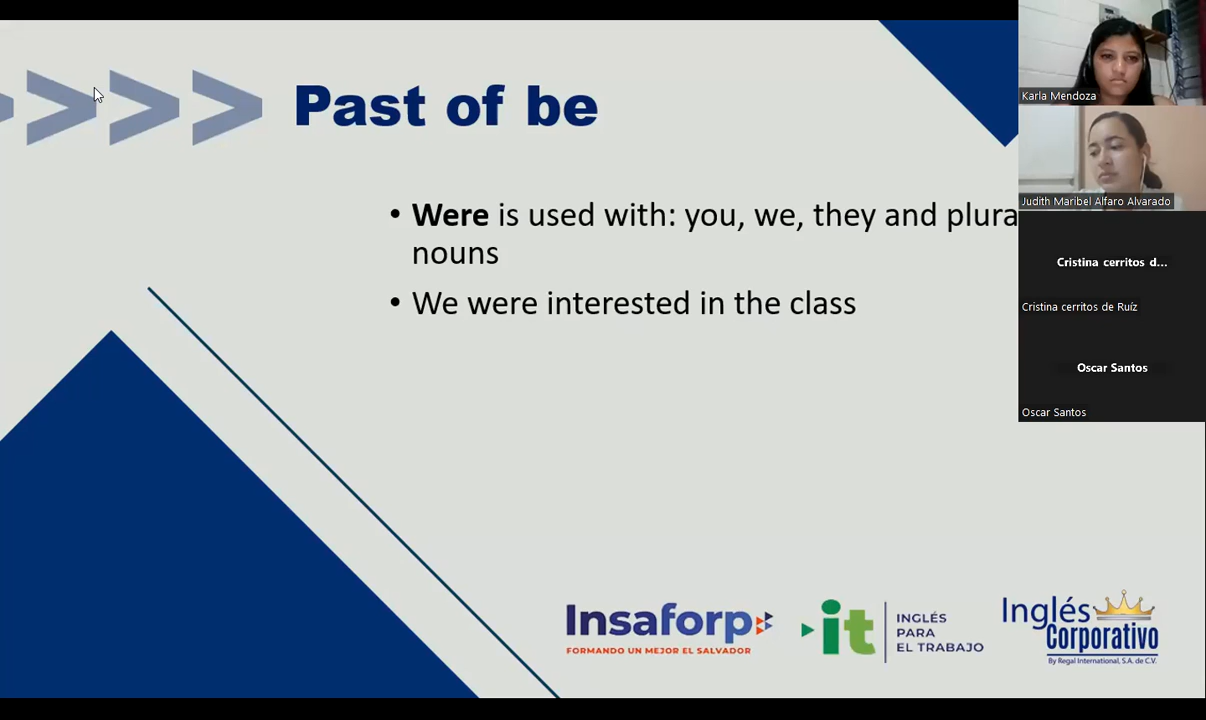 Past of be
• Were is used with: you, we, they and plura
nouns
• We were interested in the class
Karla Mendoza
Judith Maribel Alfaro Alvarado
Cristina cerritos d...
Cristina cerritos de Ruíz
Oscar Santos
Oscar Santos
Insaforp
FORMANDO UN MEJOR EL SALVADOR
it
INGLÉS
PARA
EL TRABAJO
Inglés
Corporativo
By Regal International, S.A. de C.V.